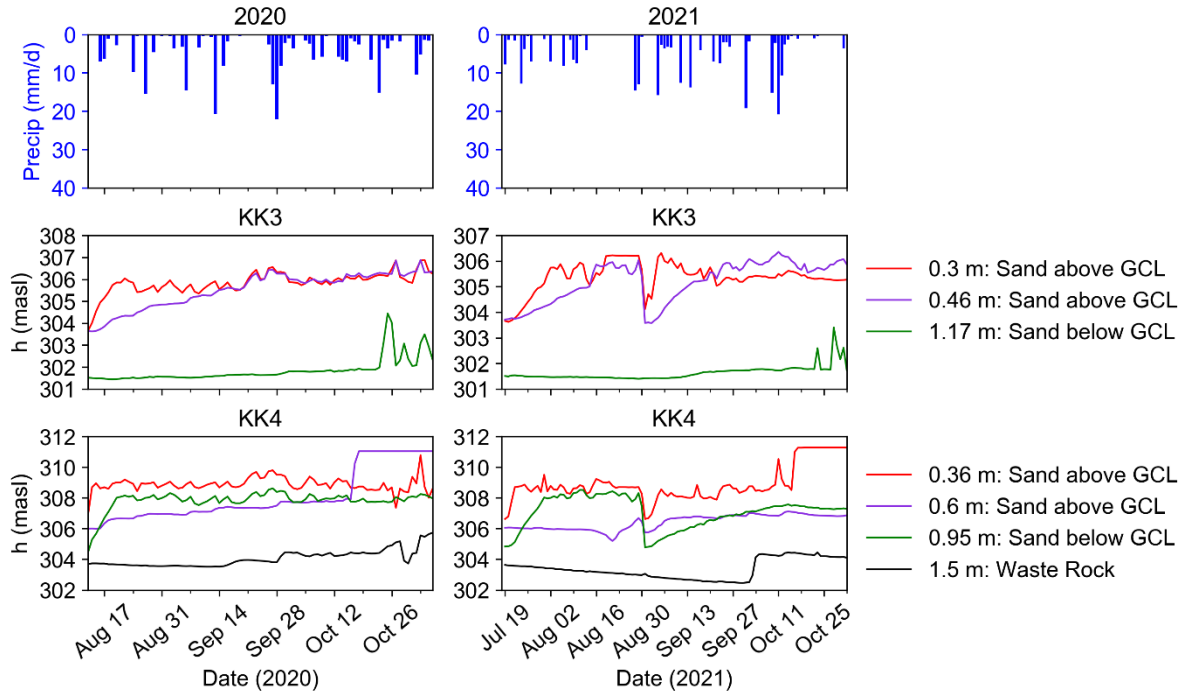 2020
2021
Precip (mm/d)
0
10
20
30
40
0
10
20
30
40
KK3
KK3
h (masl)
308
307
306
305
304
303
302
301
307
306
305
304
303
302
301
0.3 m: Sand above GCL
0.46 m: Sand above GCL
1.17 m: Sand below GCL
KK4
KK4
h (masl)
312
310
308
306
304
302
312
310
308
306
304
302
0.36 m: Sand above GCL
0.6 m: Sand above GCL
0.95 m: Sand below GCL
1.5 m: Waste Rock
Aug 17
Aug 31
Sep 14
Sep 28
Oct 12
Oct 26
Jul 19
Aug 02
Aug 16
Aug 30
Sep 13
Sep 27
Oct 11
Oct 25
Date (2020)
Date (2021)